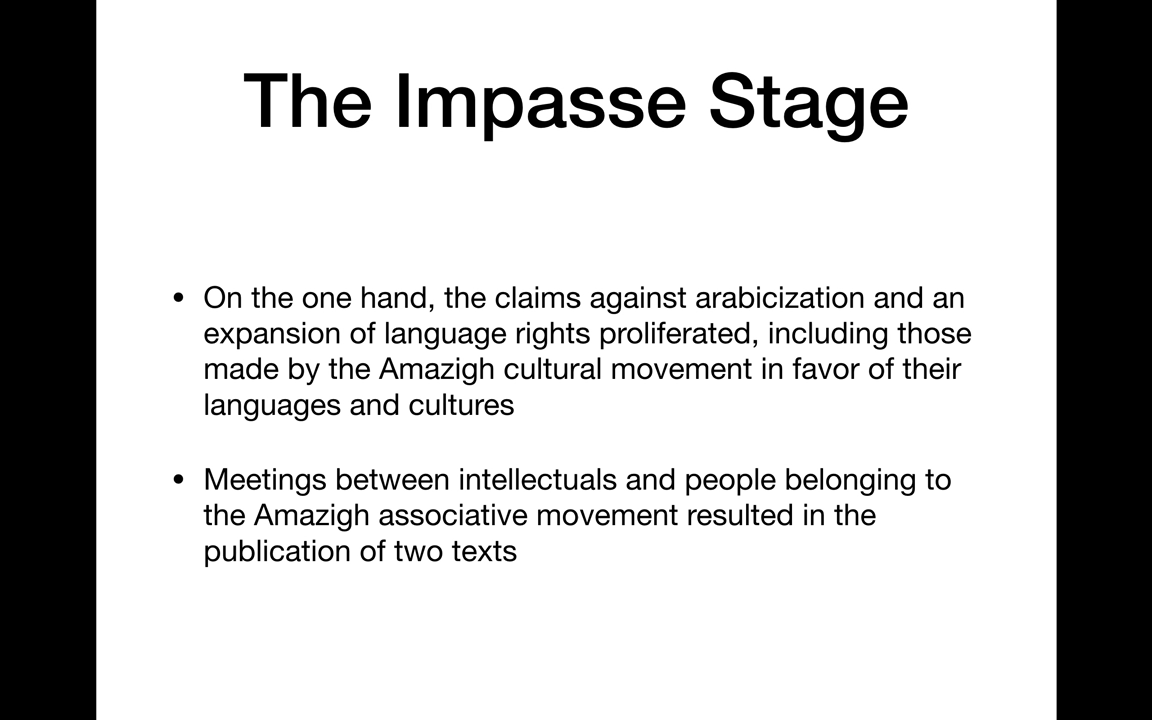 The Impasse Stage
• On the one hand, the claims against arabicization and an
expansion of language rights proliferated, including those
made by the Amazigh cultural movement in favor of their
languages and cultures
• Meetings between intellectuals and people belonging to
the Amazigh associative movement resulted in the
publication of two texts